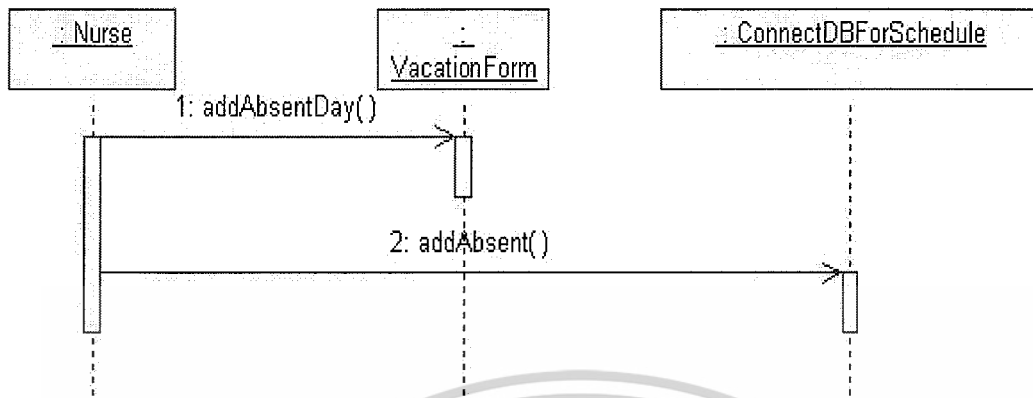 : Nurse
:
VacationForm
: ConnectDBForSchedule
1: addAbsentDay( )
2: addAbsent( )